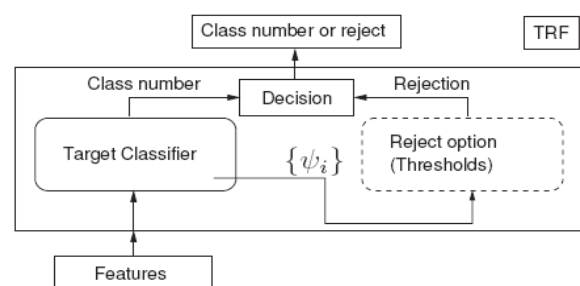 Class number or reject
TRF
Class number
Rejection
Decision
Target Classifier
{ψᵢ}
Reject option
(Thresholds)
Features